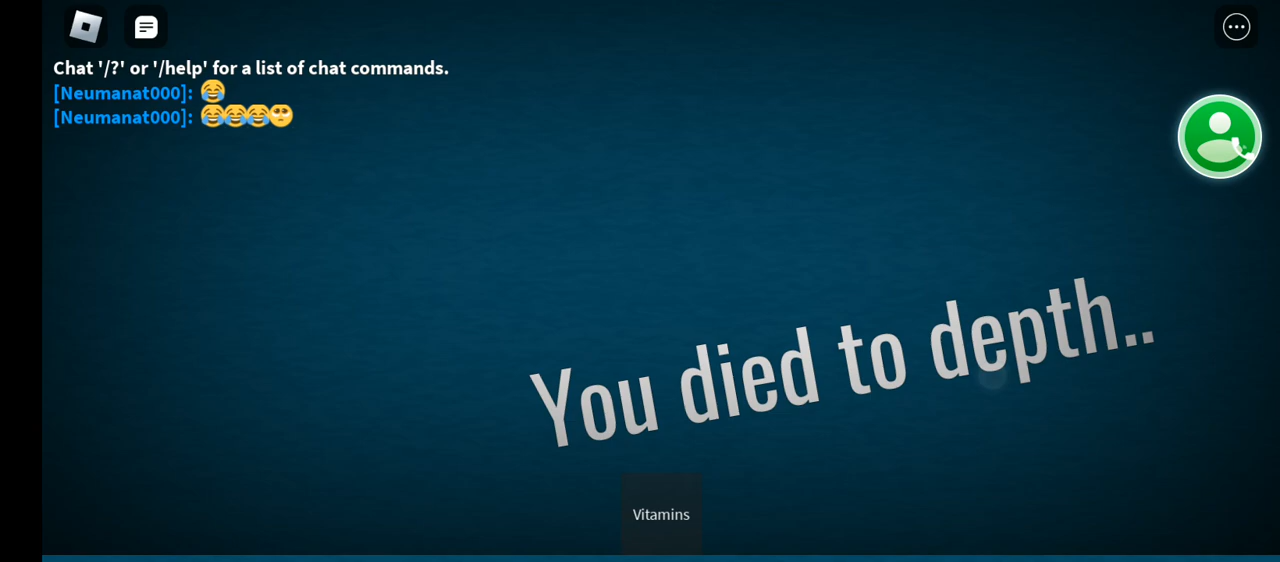 Chat '/?' or '/help' for a list of chat commands.
[Neumanat000]: 😂
[Neumanat000]: 😂😂😂🙄
You died to depth..
Vitamins